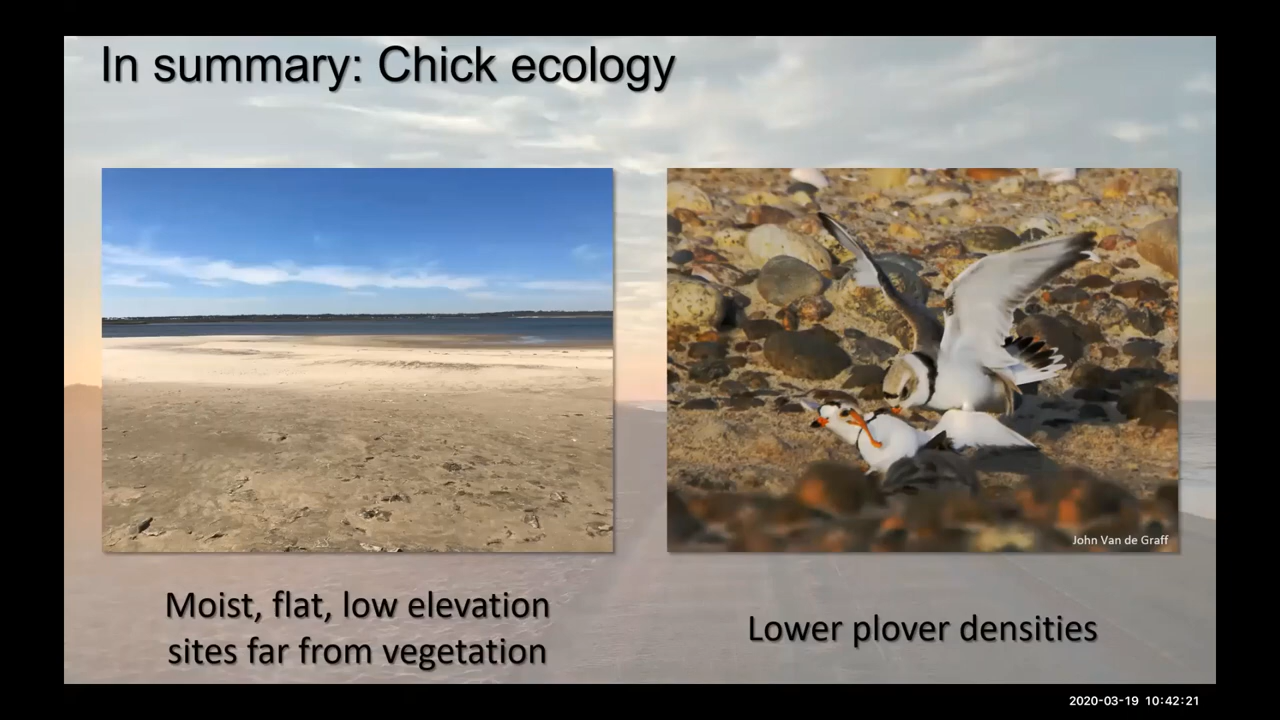 In summary: Chick ecology
John Van de Graff
Moist, flat, low elevation
sites far from vegetation
Lower plover densities
2020-03-19 10:42:21